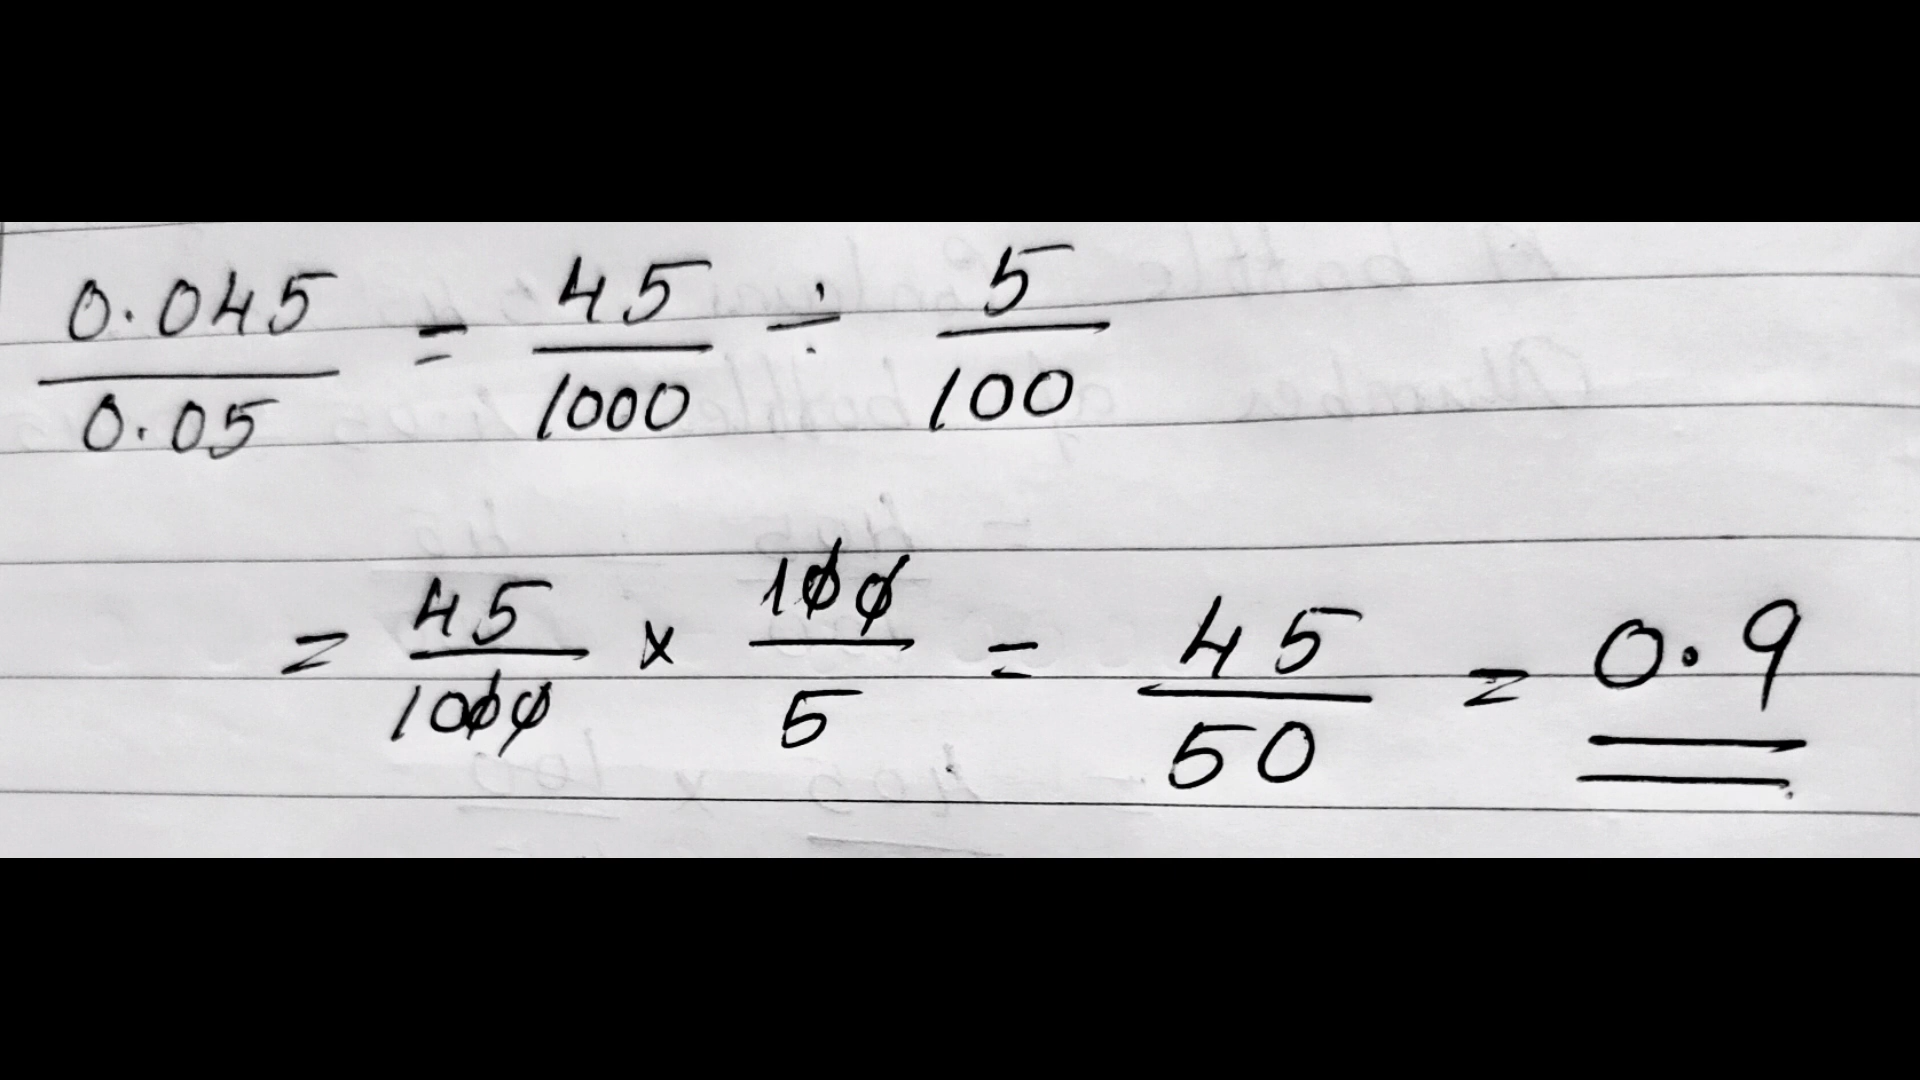 0.045/0.05 = 45/1000 ÷ 5/100
= 45/1000 × 100/5 = 45/50 = 0.9